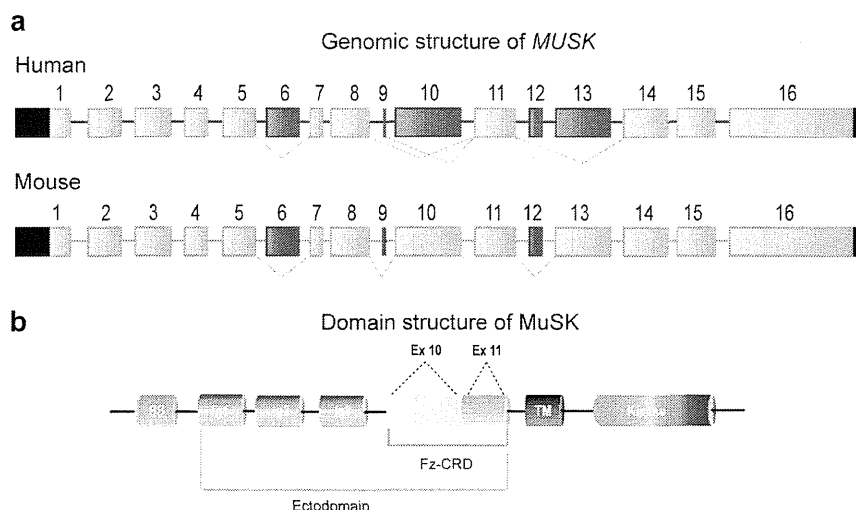 a
Genomic structure of MUSK
Human
1 2 3 4 5 6 7 8 9 10 11 12 13 14 15 16
Mouse
1 2 3 4 5 6 7 8 9 10 11 12 13 14 15 16
b
Domain structure of MuSK
Ex 10 Ex 11
TM
Fz-CRD
Ectodomain